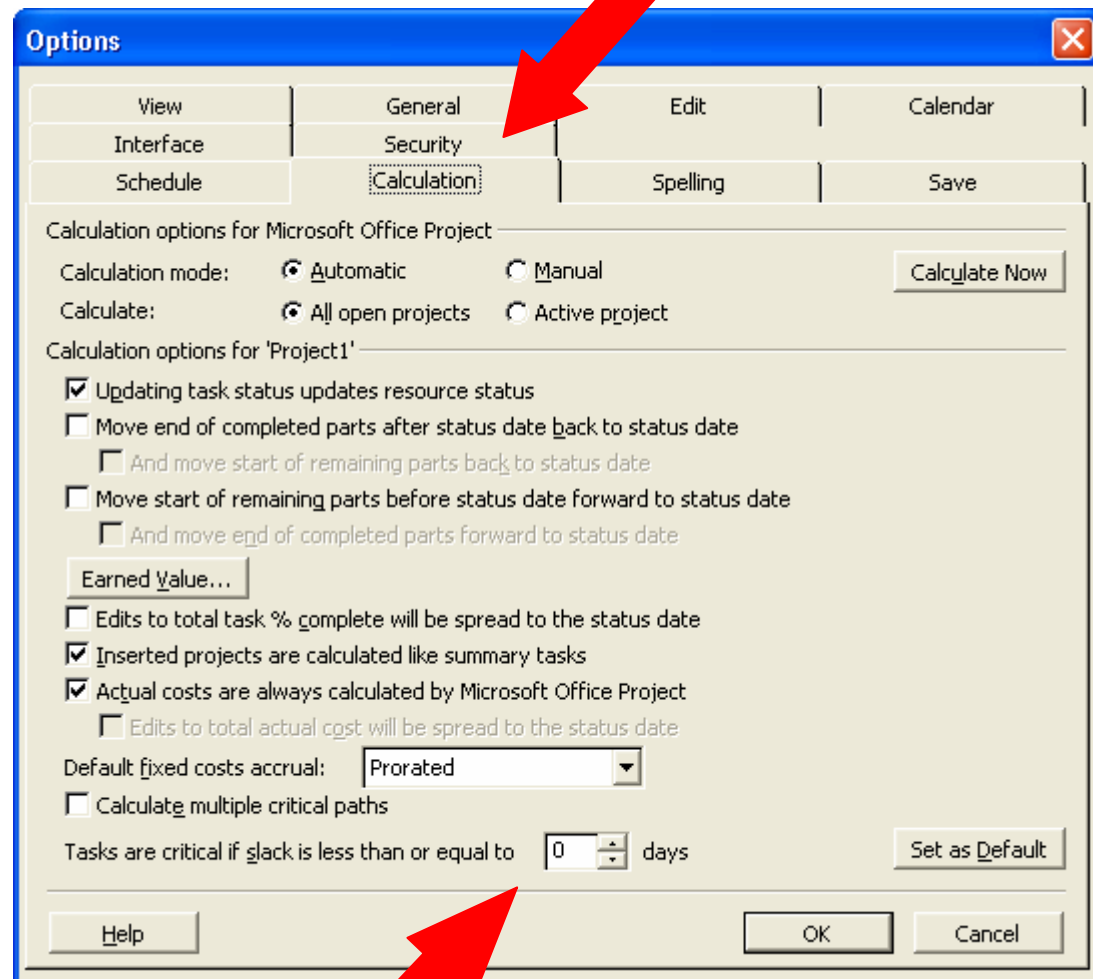 Options
View General Edit Calendar
Interface Security
Schedule Calculation Spelling Save
Calculation options for Microsoft Office Project
Calculation mode: Automatic Manual Calculate Now
Calculate: All open projects Active project
Calculation options for 'Project1'
Updating task status updates resource status
Move end of completed parts after status date back to status date
And move start of remaining parts back to status date
Move start of remaining parts before status date forward to status date
And move end of completed parts forward to status date
Earned Value...
Edits to total task % complete will be spread to the status date
Inserted projects are calculated like summary tasks
Actual costs are always calculated by Microsoft Office Project
Edits to total actual cost will be spread to the status date
Default fixed costs accrual: Prorated
Calculate multiple critical paths
Tasks are critical if slack is less than or equal to 0 days Set as Default
Help OK Cancel